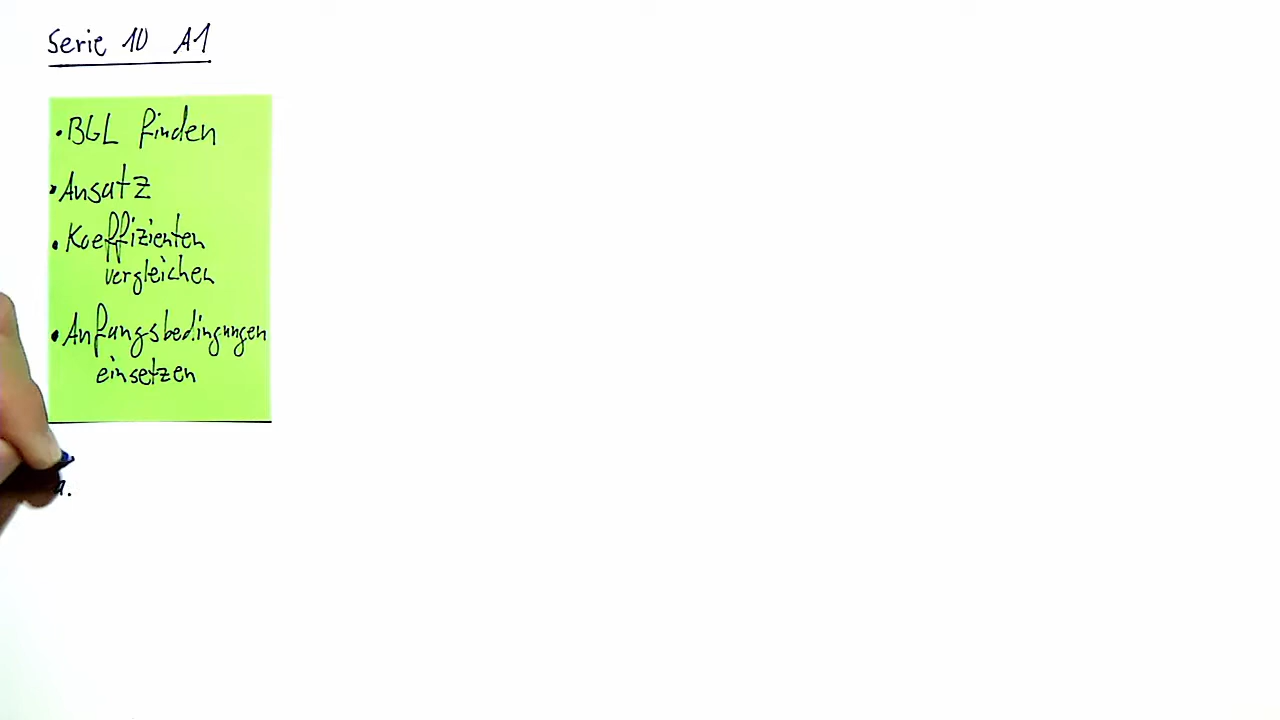 Serie 10 A1
• BGL finden
• Ansatz
• Koeffizienten
vergleichen
• Anfangsbedingungen
einsetzen
a.